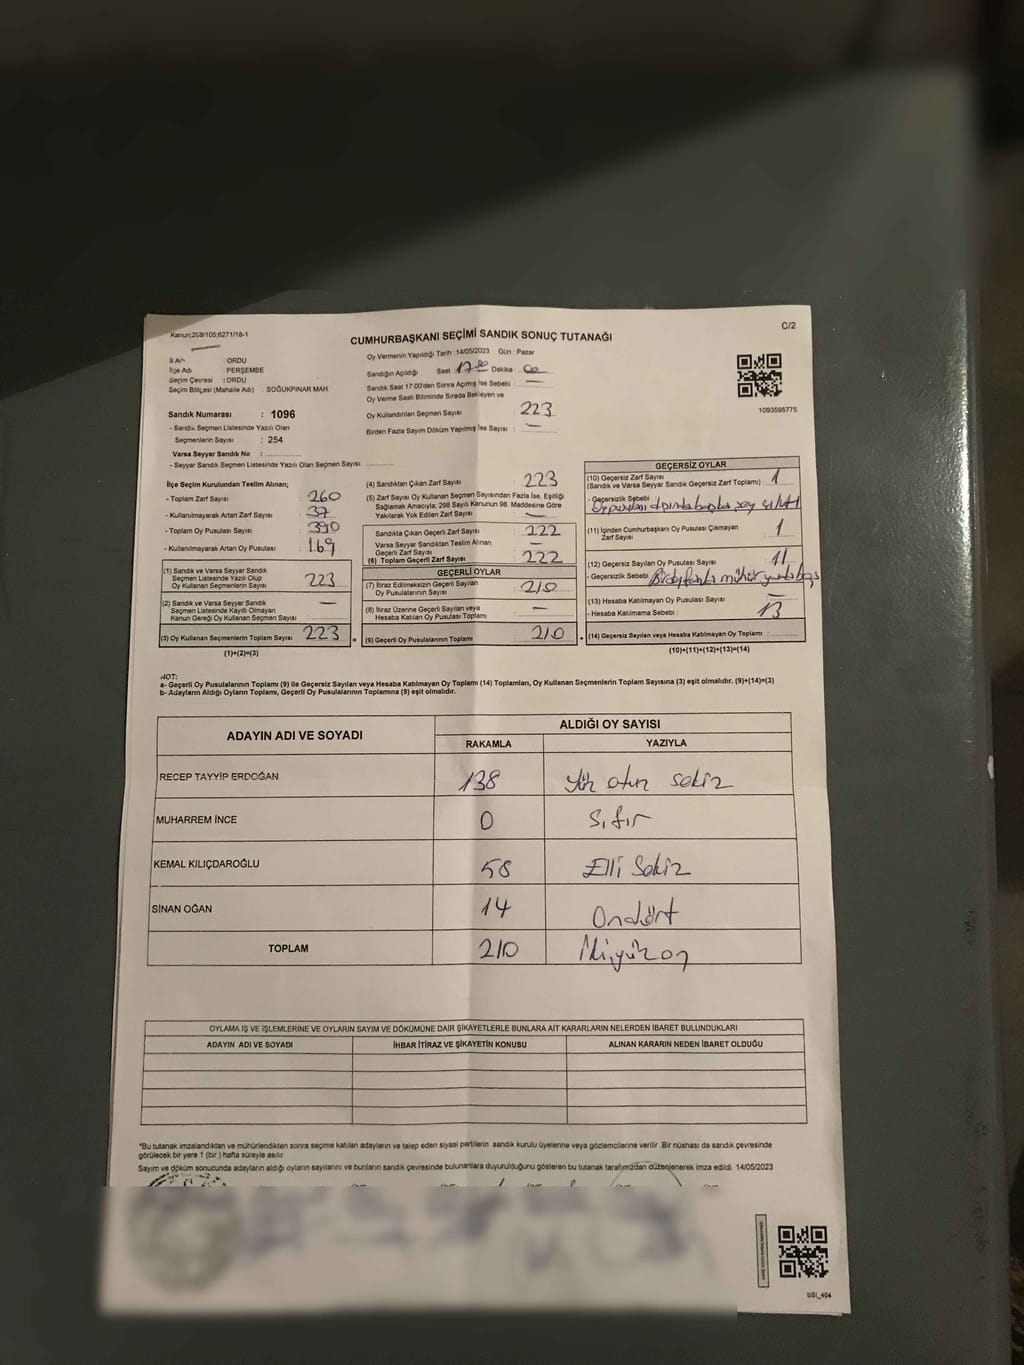 Kanun:298/105;6271/18-1
C/2
CUMHURBAŞKANI SEÇİMİ SANDIK SONUÇ TUTANAĞI
İl Adı : ORDU
İlçe Adı : PERŞEMBE
Seçim Çevresi : ORDU
Seçim Bölgesi (Mahalle Adı) : SOĞUKPINAR MAH.
Sandık Numarası : 1096
- Sandık Seçmen Listesinde Yazılı Olan
Seçmenlerin Sayısı : 254
Varsa Seyyar Sandık No :
- Seyyar Sandık Seçmen Listesinde Yazılı Olan Seçmen Sayısı
Oy Vermenin Yapıldığı Tarih :14/05/2023 Gün : Pazar
Sandığın Açıldığı Saat 17:00 Dakika : 00
Sandık Saat 17:00'den Sonra Açmış İse Sebebi : —
Oy Verme Saati Bitiminde Sırada Bekleyen ve
Oy Kullandırılan Seçmen Sayısı : 223
Birden Fazla Sayım Döküm Yapılmış İse Sayısı : —
1093595775
İlçe Seçim Kurulundan Teslim Alınan;
- Toplam Zarf Sayısı : 260
- Kullanılmayarak Artan Zarf Sayısı : 37
- Toplam Oy Pusulası Sayısı : 390
- Kullanılmayarak Artan Oy Pusulası : 169
(1) Sandık ve Varsa Seyyar Sandık
Seçmen Listesinde Yazılı Olup
Oy Kullanan Seçmenlerin Sayısı : 223
(2) Sandık ve Varsa Seyyar Sandık
Seçmen Listesinde Kayıtlı Olmayan
Kanun Gereği Oy Kullanan Seçmen Sayısı : —
(3) Oy Kullanan Seçmenlerin Toplam Sayısı : 223
(1)+(2)=(3)
(4) Sandıktan Çıkan Zarf Sayısı : 223
(5) Zarf Sayısı Oy Kullanan Seçmen Sayısından Fazla İse, Eşitliği
Sağlamak Amacıyla, 298 Sayılı Kanunun 98. Maddesine Göre
Yakılarak Yok Edilen Zarf Sayısı : —
Sandıkta Çıkan Geçerli Zarf Sayısı : 222
Varsa Seyyar Sandıktan Teslim Alınan
Geçerli Zarf Sayısı : —
(6) Toplam Geçerli Zarf Sayısı : 222
GEÇERLİ OYLAR
(7) İtiraz Edilmeksizin Geçerli Sayılan
Oy Pusulasının Sayısı : 210
(8) İtiraz Üzerine Geçerli Sayılan veya
Hesaba Katılan Oy Pusulası Toplamı : —
= (9) Geçerli Oy Pusulalarının Toplamı : 210
GEÇERSİZ OYLAR
(10) Geçersiz Zarf Sayısı
(Sandık ve Varsa Seyyar Sandık Geçersiz Zarf Toplamı) : 1
- Geçersizlik Sebebi
: Oy pusulası dışında başka şey
(11) İçinden Cumhurbaşkanı Oy Pusulası Çıkmayan
Zarf Sayısı : 1
(12) Geçersiz Sayılan Oy Pusulası Sayısı : 11
- Geçersizlik Sebebi : Birden fazla mühür
(13) Hesaba Katılmayan Oy Pusulası Sayısı : —
- Hesaba Katılmama Sebebi : 13
+ (14) Geçersiz Sayılan veya Hesaba Katılmayan Oy Toplamı :
(10)+(11)+(12)+(13)=(14)
NOT:
a- Geçerli Oy Pusulalarının Toplamı (9) ile Geçersiz Sayılan veya Hesaba Katılmayan Oy Toplamı (14) Toplamları, Oy Kullanan Seçmenlerin Toplam Sayısına (3) eşit olmalıdır. (9)+(14)=(3)
b- Adayların Aldığı Oyların Toplamı, Geçerli Oy Pusulalarının Toplamına (9) eşit olmalıdır.
ADAYIN ADI VE SOYADI ALDIĞI OY SAYISI
RAKAMLA YAZIYLA
RECEP TAYYİP ERDOĞAN 138 Yüz otuz sekiz
MUHARREM İNCE 0 Sıfır
KEMAL KILIÇDAROĞLU 58 Elli Sekiz
SİNAN OĞAN 14 Ondört
TOPLAM 210 İkiyüz on
OYLAMA İŞ VE İŞLEMLERİNE VE OYLARIN SAYIM VE DÖKÜMÜNE DAİR ŞİKAYETLERLE BUNLARA AİT KARARLARIN NELERDEN İBARET BULUNDUKLARI
ADAYIN ADI VE SOYADI İHBAR İTİRAZ VE ŞİKAYETİN KONUSU ALINAN KARARIN NEDEN İBARET OLDUĞU
*Bu tutanak imzalandıktan ve mühürlendikten sonra seçime katılan adayların ve talep eden siyasi partilerin sandık kurulu üyelerine veya gözlemcilerine verilir .Bir nüshası da sandık çevresinde
görülecek bir yere 1 (bir ) hafta süreyle asılır.
Sayım ve döküm sonucunda adayların aldığı oyların sayılarını ve bunların sandık çevresinde bulunanlara duyurulduğunu gösteren bu tutanak tarafımızdan düzenlenerek imza edildi. 14/05/2023
BSI_404